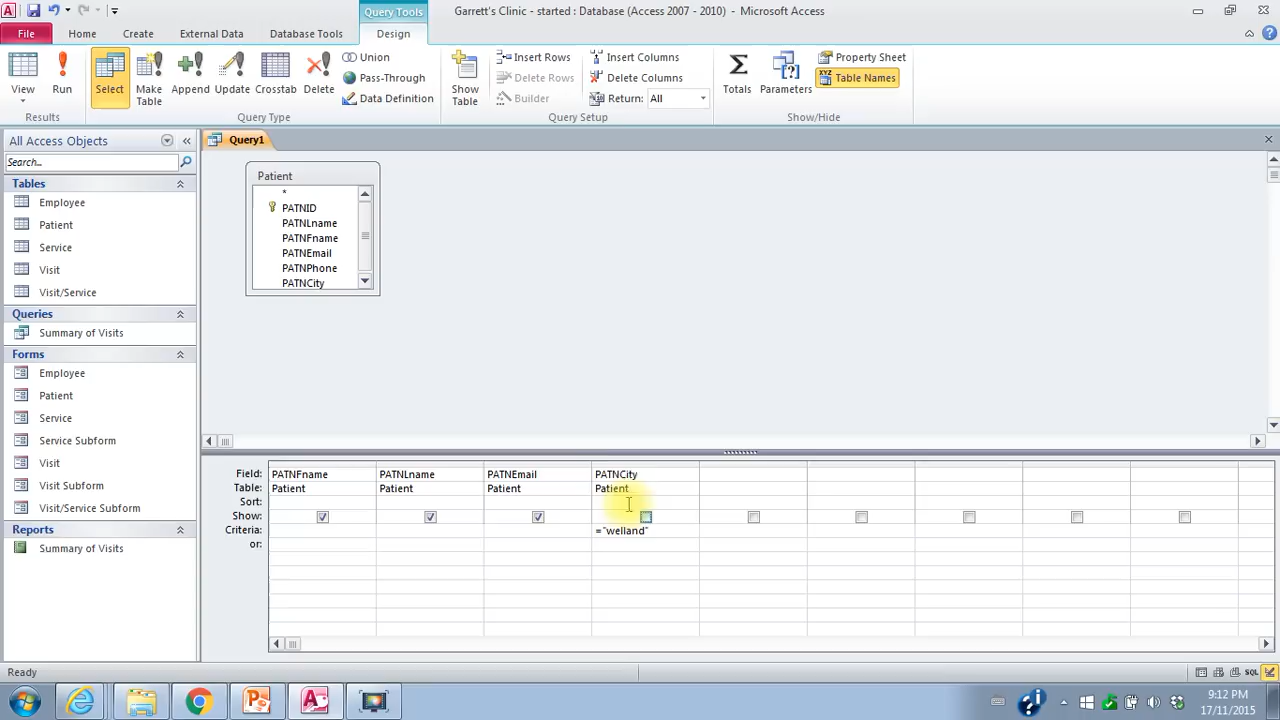 Query Tools
Garrett's Clinic - started : Database (Access 2007 - 2010) - Microsoft Access
File Home Create External Data Database Tools Design
View
Run
Results
Select
Make Table
Append
Update
Crosstab
Delete
Union
Pass-Through
Data Definition
Query Type
Show Table
Insert Rows
Delete Rows
Builder
Insert Columns
Delete Columns
Return: All
Query Setup
Totals
Parameters
Property Sheet
XYZ Table Names
Show/Hide
All Access Objects
Search...
Tables
Employee
Patient
Service
Visit
Visit/Service
Queries
Summary of Visits
Forms
Employee
Patient
Service
Service Subform
Visit
Visit Subform
Visit/Service Subform
Reports
Summary of Visits
Query1
Patient
*
PATNID
PATNLname
PATNFname
PATNEmail
PATNPhone
PATNCity
Field: PATNFname PATNLname PATNEmail PATNCity
Table: Patient Patient Patient Patient
Sort:
Show:
Criteria: ="welland"
or:
Ready
SQL
9:12 PM
17/11/2015